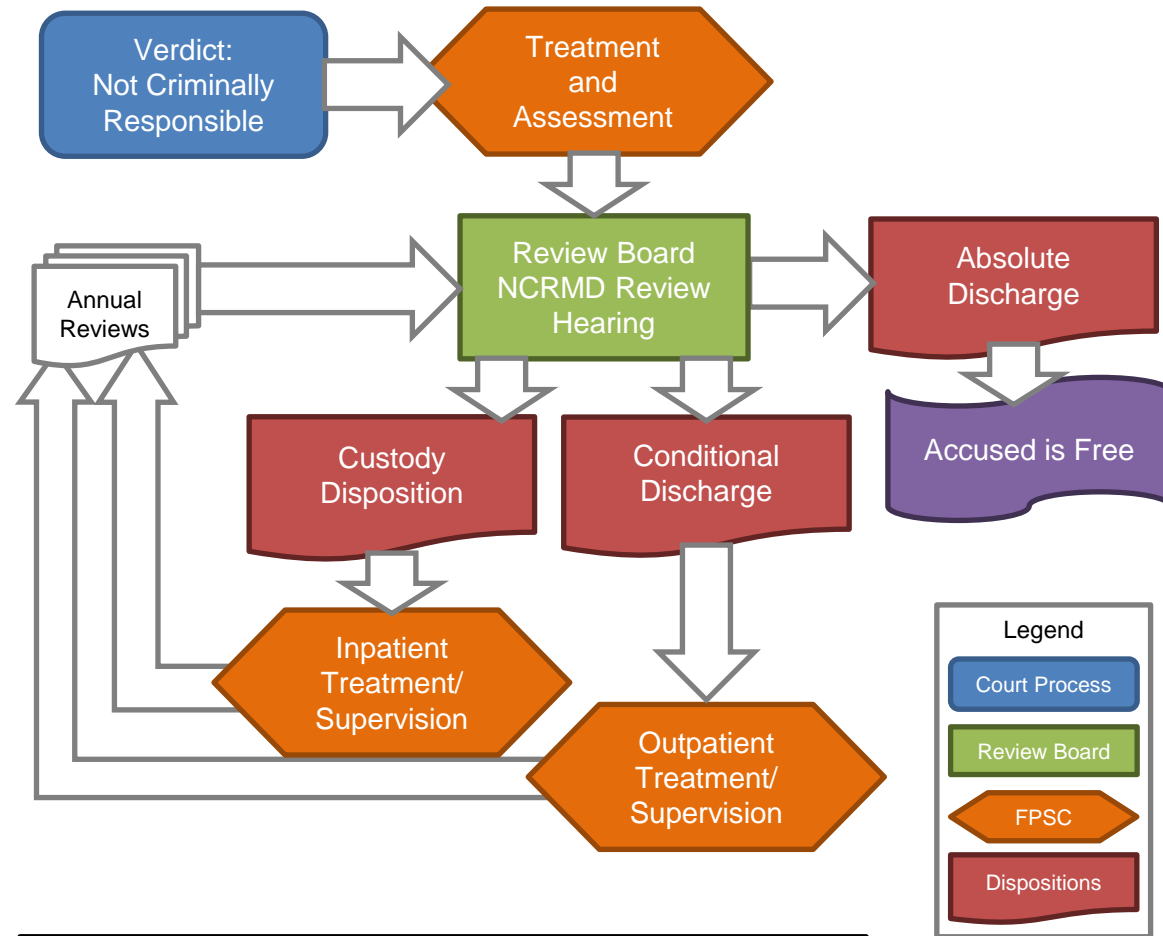 Verdict:
Not Criminally
Responsible
Treatment
and
Assessment
Annual
Reviews
Review Board
NCRMD Review
Hearing
Absolute
Discharge
Accused is Free
Custody
Disposition
Conditional
Discharge
Inpatient
Treatment/
Supervision
Outpatient
Treatment/
Supervision
Legend
Court Process
Review Board
FPSC
Dispositions